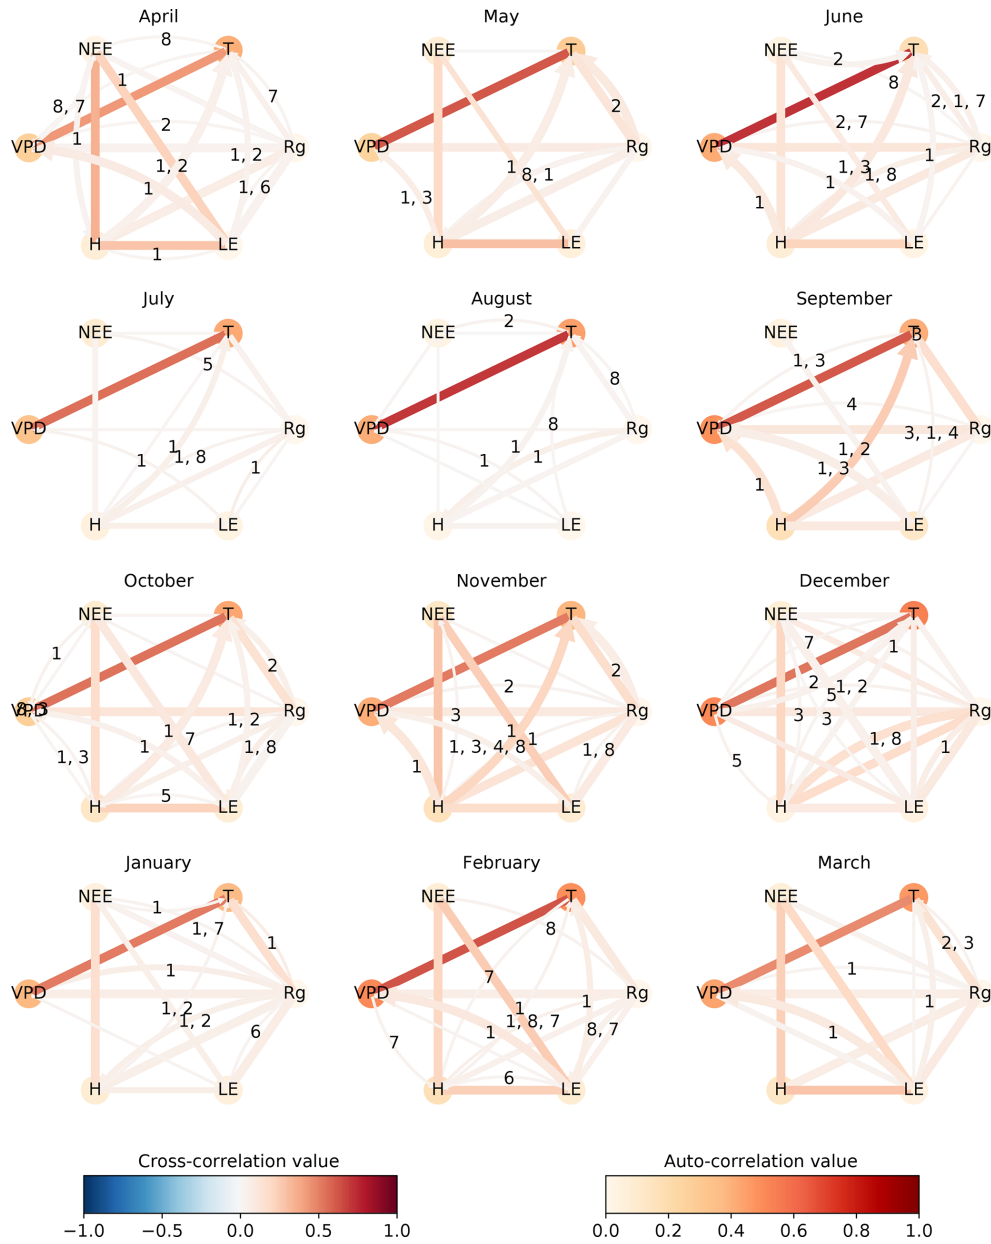 April
May
June
NEE
8
T
1
8, 7
7
2
VPD
1
Rg
1, 2
1, 2
1
1, 6
H
LE
1
NEE
T
2
VPD
Rg
1
8, 1
1, 3
H
LE
NEE
T
2
8
2, 1, 7
2, 7
VPD
Rg
1
1, 3
1, 8
1
1
H
LE
July
August
September
NEE
T
5
VPD
Rg
1
1
1, 8
1
H
LE
NEE
2
T
8
8
VPD
Rg
1
1
1
H
LE
NEE
T
3
1, 3
4
VPD
3, 1, 4
Rg
1, 2
1, 3
1
H
LE
October
November
December
NEE
T
1
2
VPD
8, 3
Rg
1, 2
1
7
1
1, 8
1, 3
5
H
LE
NEE
T
2
2
VPD
3
Rg
1
1
1, 3, 4, 8
1, 8
1
H
LE
NEE
T
7
1
2
1, 2
5
VPD
3
3
Rg
1, 8
1
5
H
LE
January
February
March
NEE
1
T
1, 7
1
1
VPD
Rg
1, 2
1, 2
6
H
LE
NEE
T
8
7
VPD
Rg
1
1
1, 8, 7
1
8, 7
7
6
H
LE
NEE
T
2, 3
1
VPD
Rg
1
1
H
LE
Cross-correlation value
−1.0 −0.5 0.0 0.5 1.0
Auto-correlation value
0.0 0.2 0.4 0.6 0.8 1.0